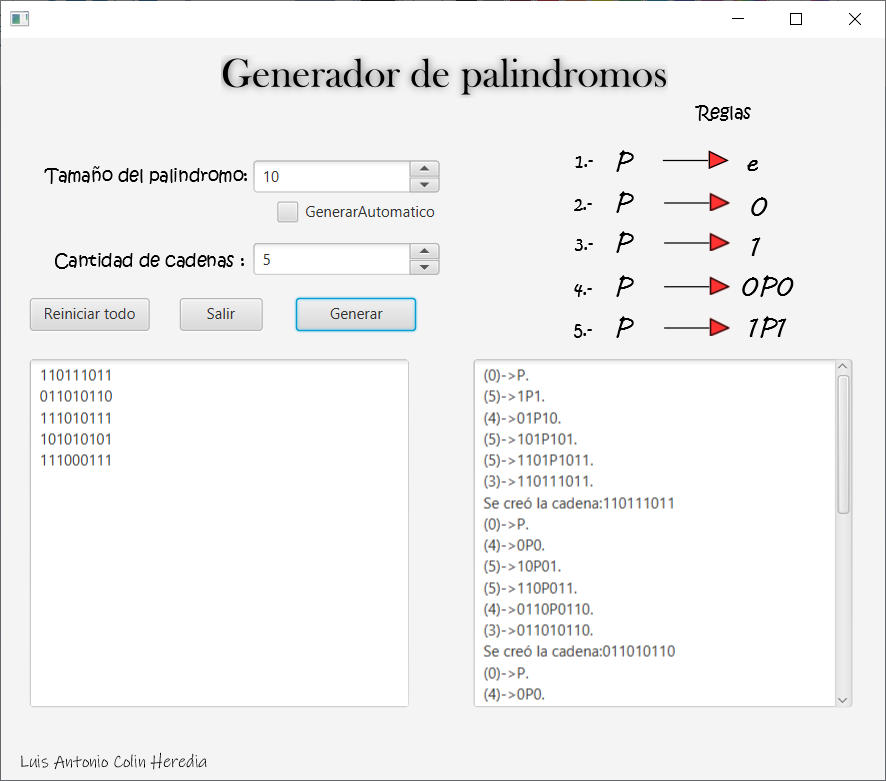 Generador de palindromos
Reglas
1.- P e
2.- P 0
3.- P 1
4.- P 0P0
5.- P 1P1
Tamaño del palindromo: 10
GenerarAutomatico
Cantidad de cadenas : 5
Reiniciar todo Salir Generar
110111011
011010110
111010111
101010101
111000111
(0)->P.
(5)->1P1.
(4)->01P10.
(5)->101P101.
(5)->1101P1011.
(3)->110111011.
Se creó la cadena:110111011
(0)->P.
(4)->0P0.
(5)->10P01.
(5)->110P011.
(4)->0110P0110.
(3)->011010110.
Se creó la cadena:011010110
(0)->P.
(4)->0P0.
Luis Antonio Colin Heredia